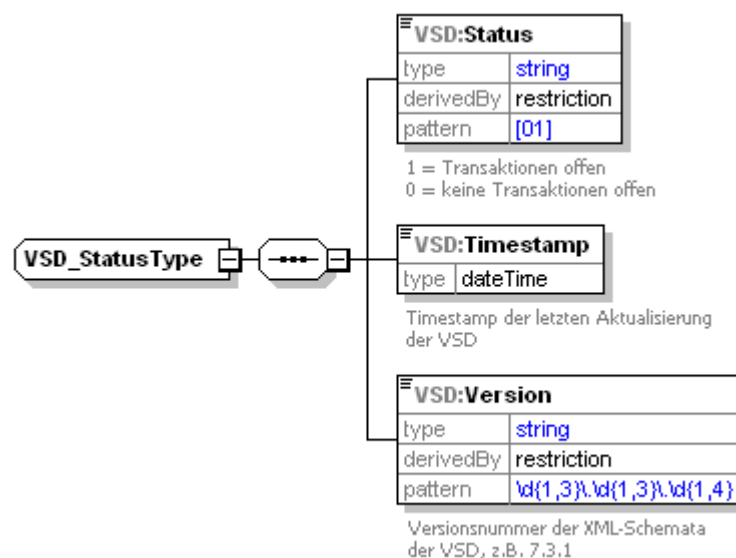 VSD:Status
type string
derivedBy restriction
pattern [01]
1 = Transaktionen offen
0 = keine Transaktionen offen
VSD_StatusType
VSD:Timestamp
type dateTime
Timestamp der letzten Aktualisierung
der VSD
VSD:Version
type string
derivedBy restriction
pattern \d{1,3}\.\d{1,3}\.\d{1,4}
Versionsnummer der XML-Schemata
der VSD, z.B. 7.3.1